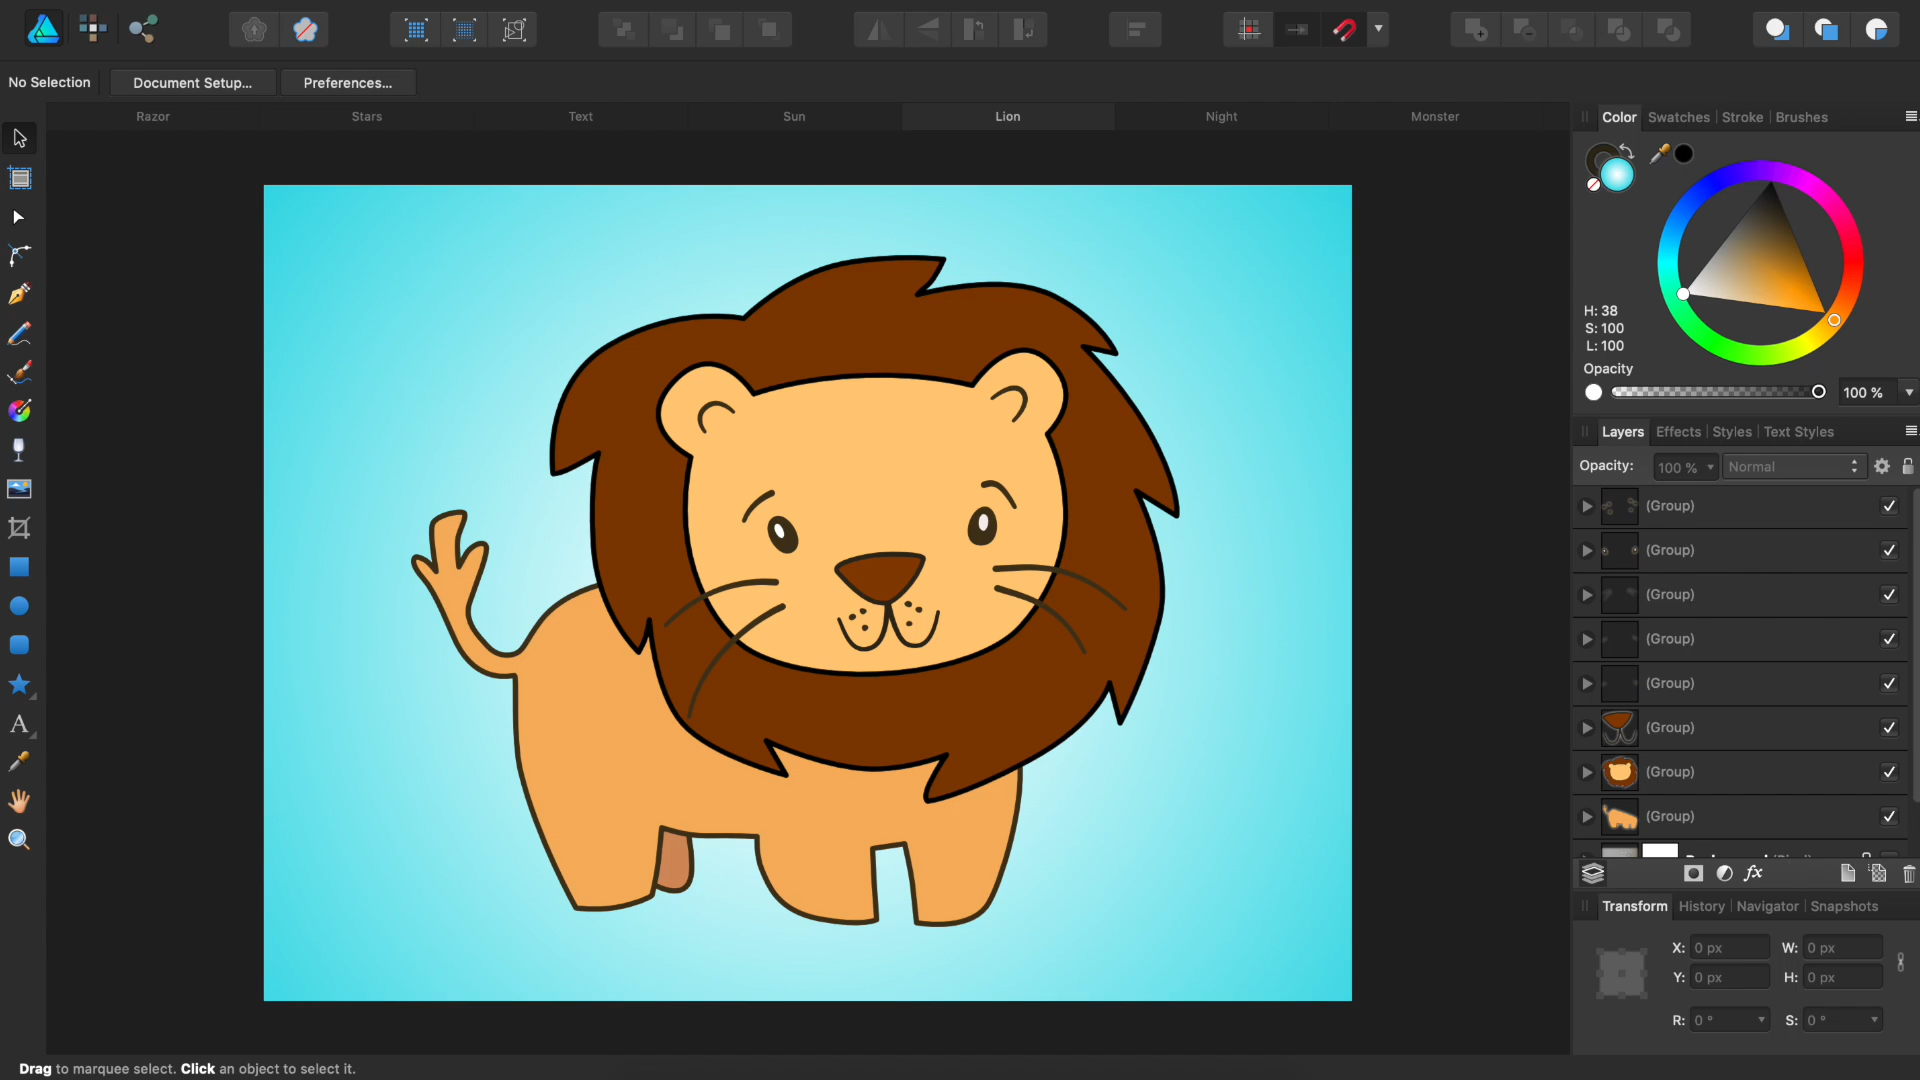 No Selection
Document Setup...
Preferences...
Razor
Stars
Text
Sun
Lion
Night
Monster
Color
Swatches
Stroke
Brushes
H: 38
S: 100
L: 100
Opacity
100 %
Layers
Effects
Styles
Text Styles
Opacity:
100 %
Normal
(Group)
(Group)
(Group)
(Group)
(Group)
(Group)
(Group)
(Group)
fx
Transform
History
Navigator
Snapshots
X: 0 px
W: 0 px
Y: 0 px
H: 0 px
R: 0 °
S: 0 °
A
Drag to marquee select. Click an object to select it.